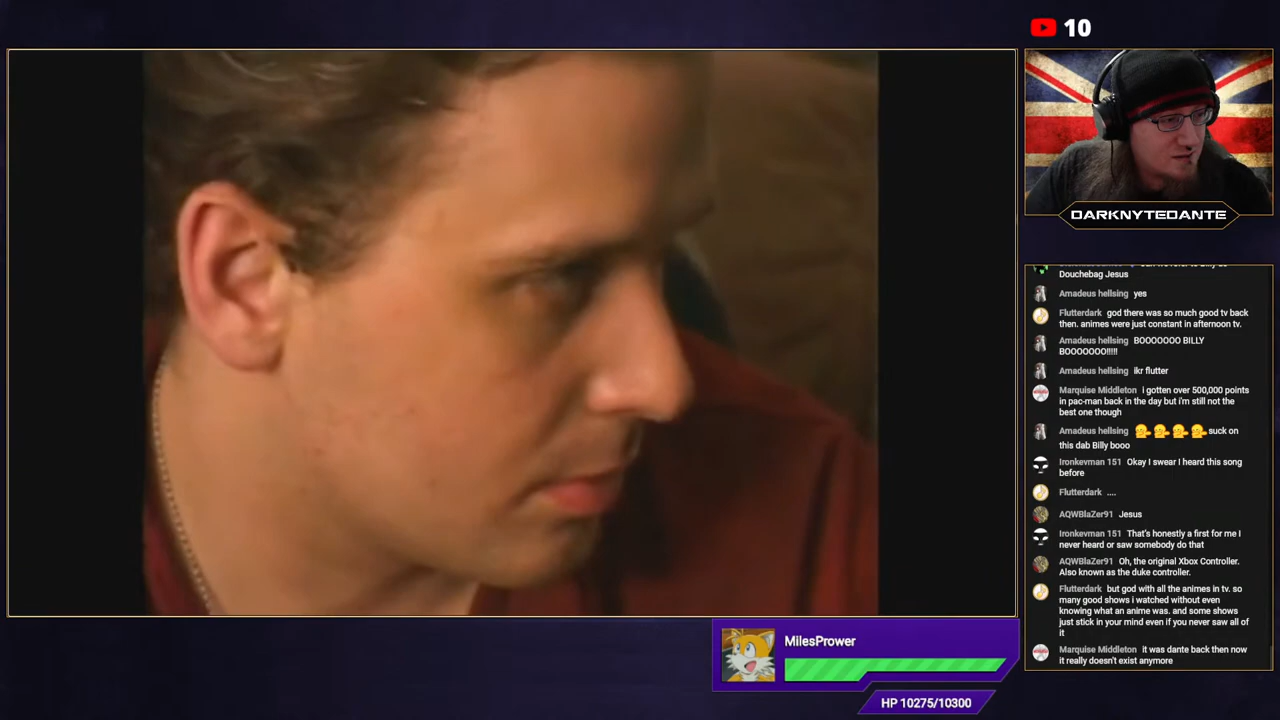 10
DARKNYTEDANTE
Douchebag Jesus
Amadeus hellsing yes
Flutterdark god there was so much good tv back
then. animes were just constant in afternoon tv.
Amadeus hellsing BOOOOOOO BILLY
BOOOOOOO!!!!!
Amadeus hellsing ikr flutter
Marquise Middleton i gotten over 500,000 points
in pac-man back in the day but i'm still not the
best one though
Amadeus hellsing suck on
this dab Billy booo
Ironkevman 151 Okay I swear I heard this song
before
Flutterdark ....
AQWBlaZer91 Jesus
Ironkevman 151 That's honestly a first for me I
never heard or saw somebody do that
AQWBlaZer91 Oh, the original Xbox Controller.
Also known as the duke controller.
Flutterdark but god with all the animes in tv. so
many good shows i watched without even
knowing what an anime was. and some shows
just stick in your mind even if you never saw all of
it
Marquise Middleton it was dante back then now
it really doesn't exist anymore
MilesPrower
HP 10275/10300